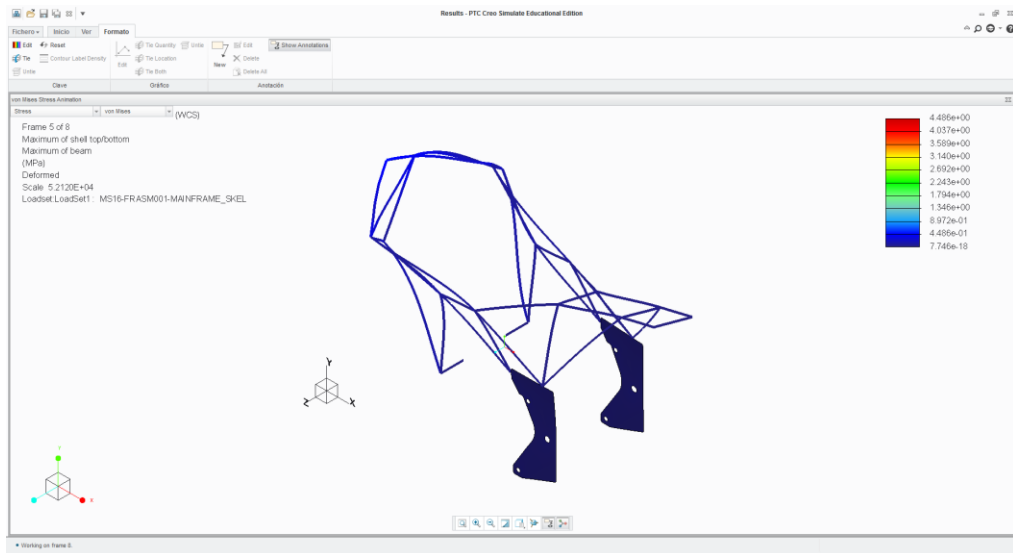 Results - PTC Creo Simulate Educational Edition
Fichero Inicio Ver Formato
Edit Reset
Tie Contour Label Density
Untie
Edit
Tie Quantity Untie
Tie Location
Tie Both
New
Edit
Delete
Delete All
Show Annotations
Clave Gráfico Anotación
von Mises Stress Animation
Stress von Mises (WCS)
Frame 5 of 8
Maximum of shell top/bottom
Maximum of beam
(MPa)
Deformed
Scale 5.2120E+04
Loadset:LoadSet1 : MS16-FRASM001-MAINFRAME_SKEL
4.486e+00
4.037e+00
3.589e+00
3.140e+00
2.692e+00
2.243e+00
1.794e+00
1.346e+00
8.972e-01
4.486e-01
7.746e-18
Y
Z X
Y
X
Working on frame 8.